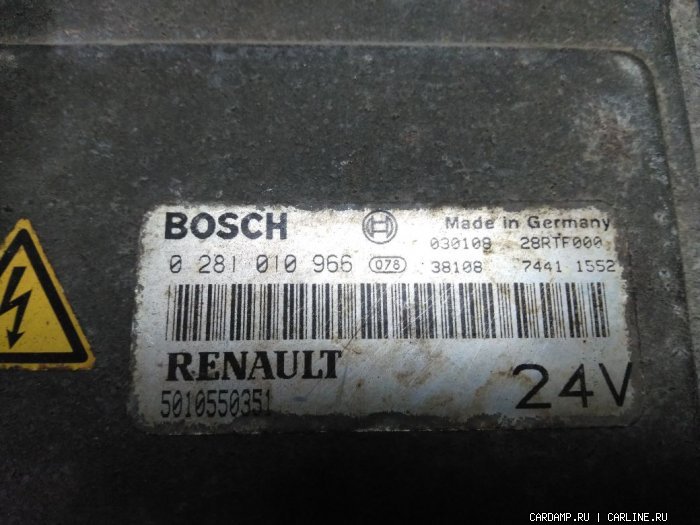 BOSCH Made in Germany
030108 28RTF000
0 281 010 966 078 38108 7441 1552
RENAULT
5010550351 24V
CARDAMP.RU | CARLINE.RU